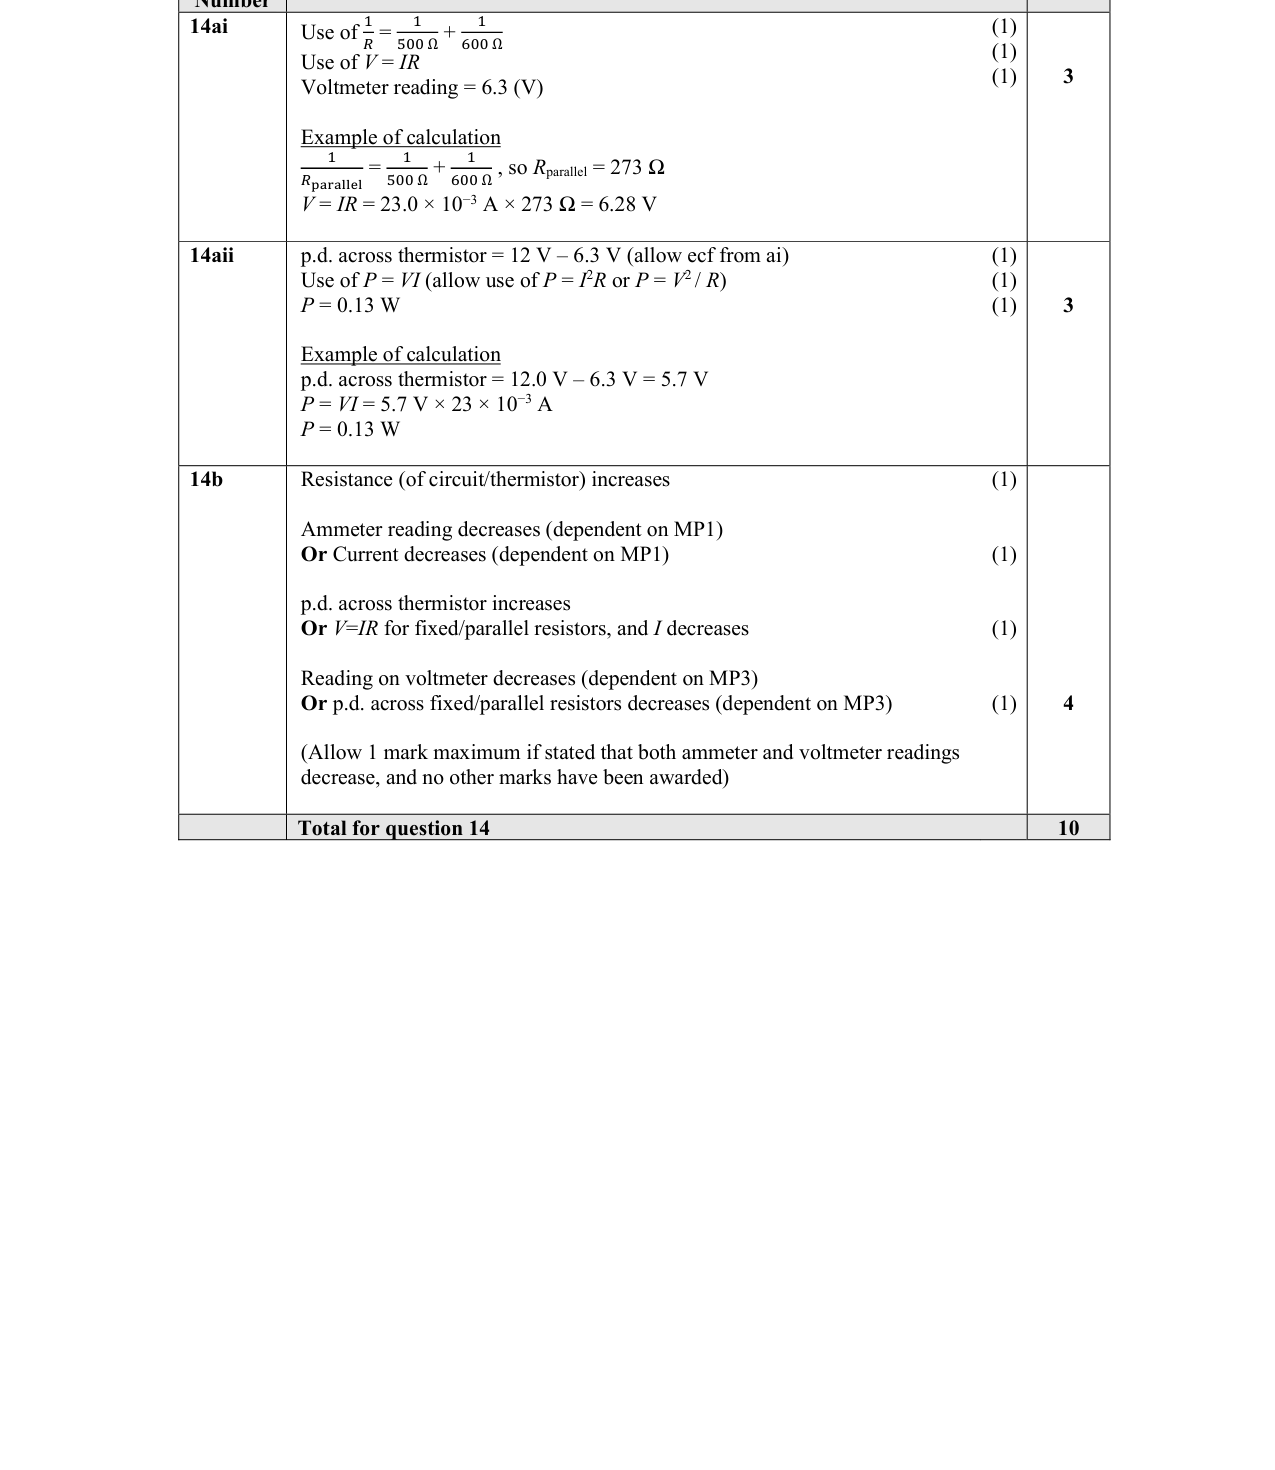 Number
14ai
Use of 1/R = 1/500 Ω + 1/600 Ω (1)
Use of V = IR (1)
Voltmeter reading = 6.3 (V) (1) 3
Example of calculation
1/R_parallel = 1/500 Ω + 1/600 Ω , so R_parallel = 273 Ω
V = IR = 23.0 × 10⁻³ A × 273 Ω = 6.28 V
14aii
p.d. across thermistor = 12 V – 6.3 V (allow ecf from ai) (1)
Use of P = VI (allow use of P = I²R or P = V² / R) (1)
P = 0.13 W (1) 3
Example of calculation
p.d. across thermistor = 12.0 V – 6.3 V = 5.7 V
P = VI = 5.7 V × 23 × 10⁻³ A
P = 0.13 W
14b
Resistance (of circuit/thermistor) increases (1)
Ammeter reading decreases (dependent on MP1)
Or Current decreases (dependent on MP1) (1)
p.d. across thermistor increases
Or V=IR for fixed/parallel resistors, and I decreases (1)
Reading on voltmeter decreases (dependent on MP3)
Or p.d. across fixed/parallel resistors decreases (dependent on MP3) (1) 4
(Allow 1 mark maximum if stated that both ammeter and voltmeter readings
decrease, and no other marks have been awarded)
Total for question 14 10